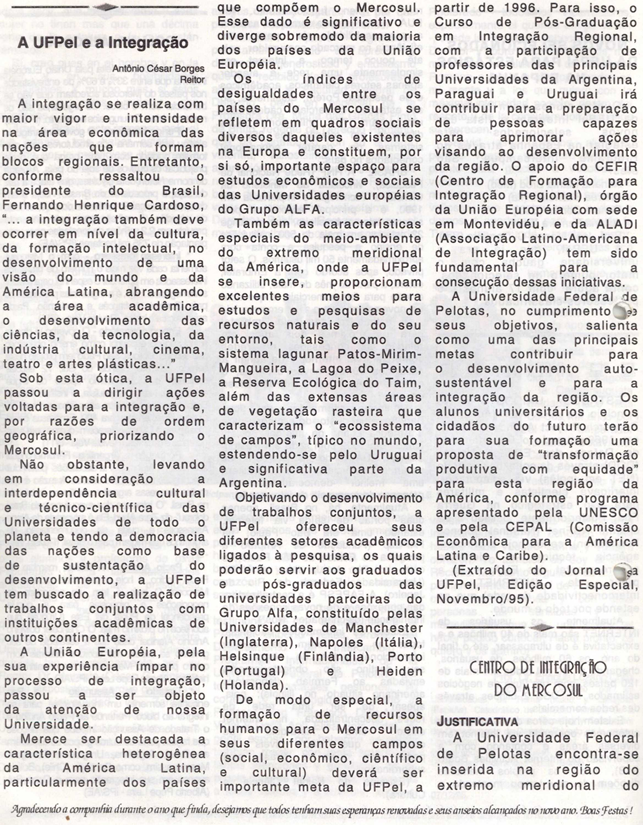 A UFPel e a Integração
Antônio César Borges
Reitor
A integração se realiza com
maior vigor e intensidade
na área econômica das
nações que formam
blocos regionais. Entretanto,
conforme ressaltou o
presidente do Brasil,
Fernando Henrique Cardoso,
“... a integração também deve
ocorrer em nível da cultura,
da formação intelectual, no
desenvolvimento de uma
visão do mundo e da
América Latina, abrangendo
a área acadêmica,
o desenvolvimento das
ciências, da tecnologia, da
indústria cultural, cinema,
teatro e artes plásticas...”
Sob esta ótica, a UFPel
passou a dirigir ações
voltadas para a integração e,
por razões de ordem
geográfica, priorizando o
Mercosul.
Não obstante, levando
em consideração a
interdependência cultural
e técnico-científica das
Universidades de todo o
planeta e tendo a democracia
das nações como base
de sustentação do
desenvolvimento, a UFPel
tem buscado a realização de
trabalhos conjuntos com
instituições acadêmicas de
outros continentes.
A União Européia, pela
sua experiência ímpar no
processo de integração,
passou a ser objeto
da atenção de nossa
Universidade.
Merece ser destacada a
característica heterogênea
da América Latina,
particularmente dos países
que compõem o Mercosul.
Esse dado é significativo e
diverge sobremodo da maioria
dos países da União
Européia.
Os índices de
desigualdades entre os
países do Mercosul se
refletem em quadros sociais
diversos daqueles existentes
na Europa e constituem, por
si só, importante espaço para
estudos econômicos e sociais
das Universidades européias
do Grupo ALFA.
Também as características
especiais do meio-ambiente
do extremo meridional
da América, onde a UFPel
se insere, proporcionam
excelentes meios para
estudos e pesquisas de
recursos naturais e do seu
entorno, tais como o
sistema lagunar Patos-Mirim-
Mangueira, a Lagoa do Peixe,
a Reserva Ecológica do Taim,
além das extensas áreas
de vegetação rasteira que
caracterizam o “ecossistema
de campos”, típico no mundo,
estendendo-se pelo Uruguai
e significativa parte da
Argentina.
Objetivando o desenvolvimento
de trabalhos conjuntos, a
UFPel ofereceu seus
diferentes setores acadêmicos
ligados à pesquisa, os quais
poderão servir aos graduados
e pós-graduados das
universidades parceiras do
Grupo Alfa, constituído pelas
Universidades de Manchester
(Inglaterra), Napoles (Itália),
Helsinque (Finlândia), Porto
(Portugal) e Heiden
(Holanda).
De modo especial, a
formação de recursos
humanos para o Mercosul em
seus diferentes campos
(social, econômico, ciêntífico
e cultural) deverá ser
importante meta da UFPel, a
partir de 1996. Para isso, o
Curso de Pós-Graduação
em Integração Regional,
com a participação de
professores das principais
Universidades da Argentina,
Paraguai e Uruguai irá
contribuir para a preparação
de pessoas capazes
para aprimorar ações
visando ao desenvolvimento
da região. O apoio do CEFIR
(Centro de Formação para
Integração Regional), órgão
da União Européia com sede
em Montevidéu, e da ALADI
(Associação Latino-Americana
de Integração) tem sido
fundamental para a
consecução dessas iniciativas.
A Universidade Federal de
Pelotas, no cumprimento
seus objetivos, salienta
como uma das principais
metas contribuir para
o desenvolvimento auto-
sustentável e para a
integração da região. Os
alunos universitários e os
cidadãos do futuro terão
para sua formação uma
proposta de “transformação
produtiva com equidade”
para esta região da
América, conforme programa
apresentado pela UNESCO
e pela CEPAL (Comissão
Econômica para a América
Latina e Caribe).
(Extraído do Jornal
UFPel, Edição Especial,
Novembro/95).
CENTRO DE INTEGRAÇÃO
DO MERCOSUL
JUSTIFICATIVA
A Universidade Federal
de Pelotas encontra-se
inserida na região do
extremo meridional do
Agradecendo a companhia durante o ano que finda, desejamos que todos tenham suas esperanças renovadas e seus anseios alcançados no novo ano. Boas Festas!